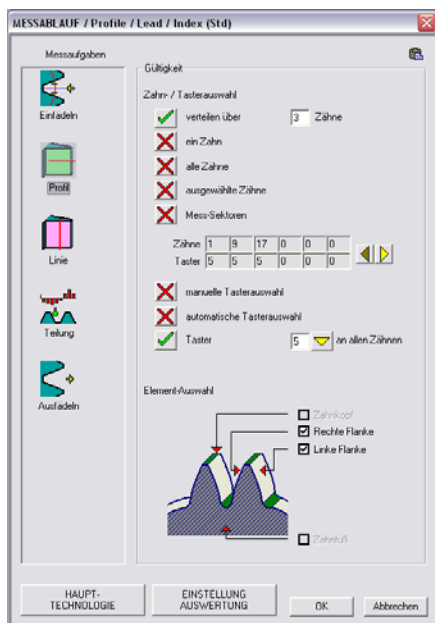 MESSABLAUF / Profile / Lead / Index (Std)
Messaufgaben
Einfädeln
Profil
Linie
Teilung
Ausfädeln
Gültigkeit
Zahn- / Tasterauswahl
verteilen über 3 Zähne
ein Zahn
alle Zähne
ausgewählte Zähne
Mess-Sektoren
Zähne 1 9 17 0 0 0
Taster 5 5 5 0 0 0
manuelle Tasterauswahl
automatische Tasterauswahl
Taster 5 an allen Zähnen
Element-Auswahl
Zahnkopf
Rechte Flanke
Linke Flanke
Zahnfuß
HAUPT-
TECHNOLOGIE
EINSTELLUNG
AUSWERTUNG
OK
Abbrechen